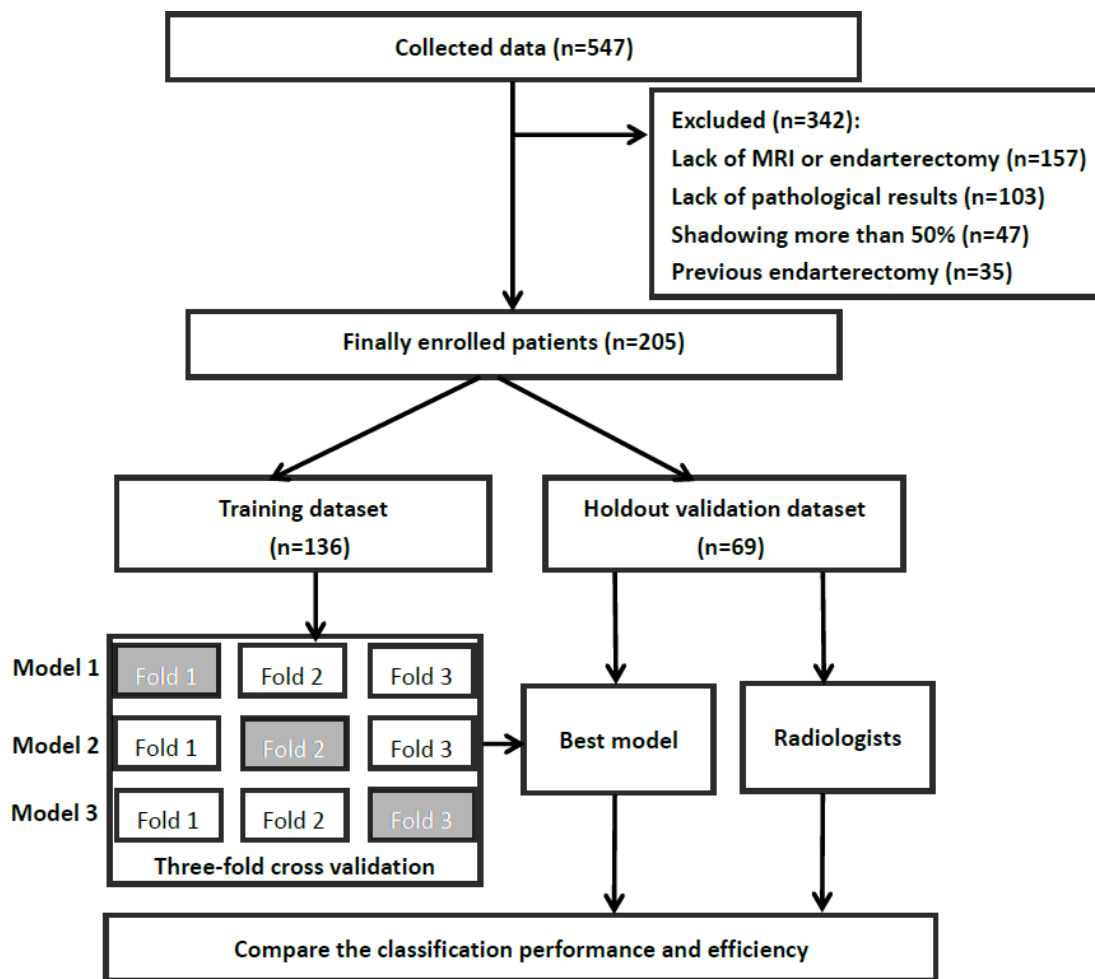 Collected data (n=547)
Excluded (n=342):
Lack of MRI or endarterectomy (n=157)
Lack of pathological results (n=103)
Shadowing more than 50% (n=47)
Previous endarterectomy (n=35)
Finally enrolled patients (n=205)
Training dataset
(n=136)
Holdout validation dataset
(n=69)
Model 1
Fold 1
Fold 2
Fold 3
Model 2
Fold 1
Fold 2
Fold 3
Model 3
Fold 1
Fold 2
Fold 3
Three-fold cross validation
Best model
Radiologists
Compare the classification performance and efficiency